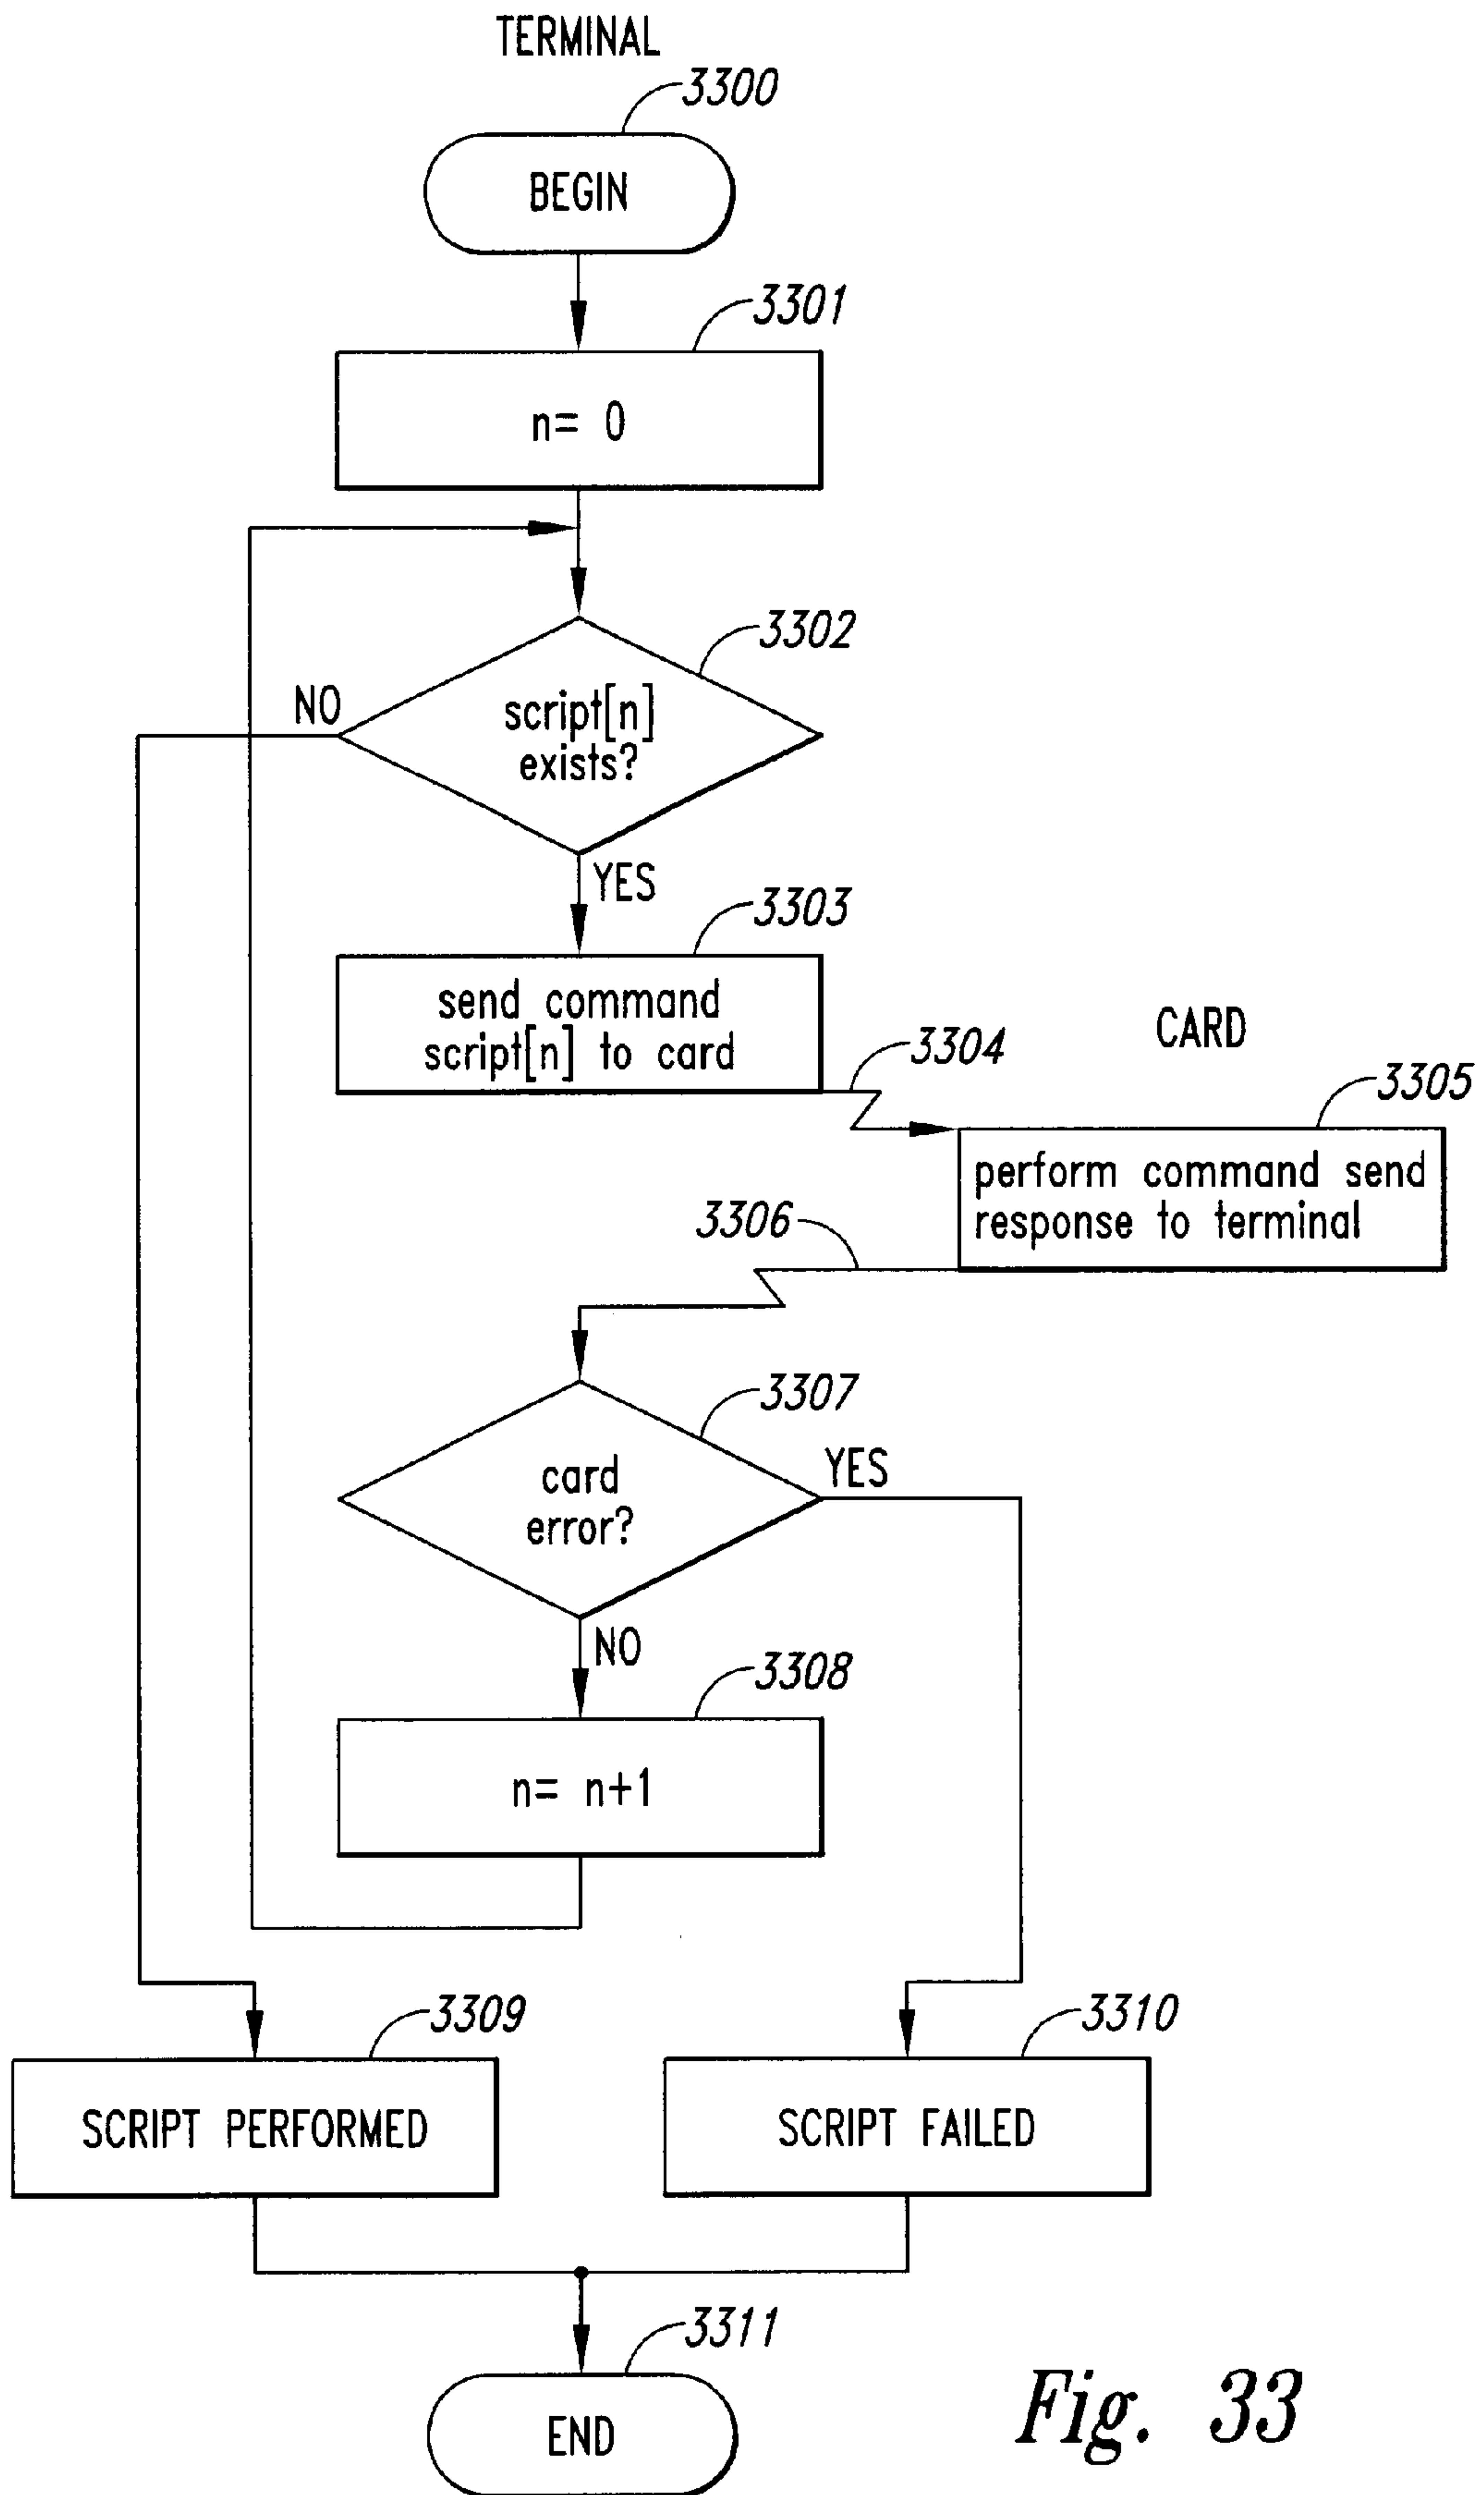 TERMINAL
3300
BEGIN
3301
n= 0
3302
NO
script[n]
exists?
YES
3303
send command
script[n] to card
3304
CARD
3305
perform command send
response to terminal
3306
3307
card
error?
YES
NO
3308
n= n+1
3309
3310
SCRIPT PERFORMED
SCRIPT FAILED
3311
END
Fig. 33